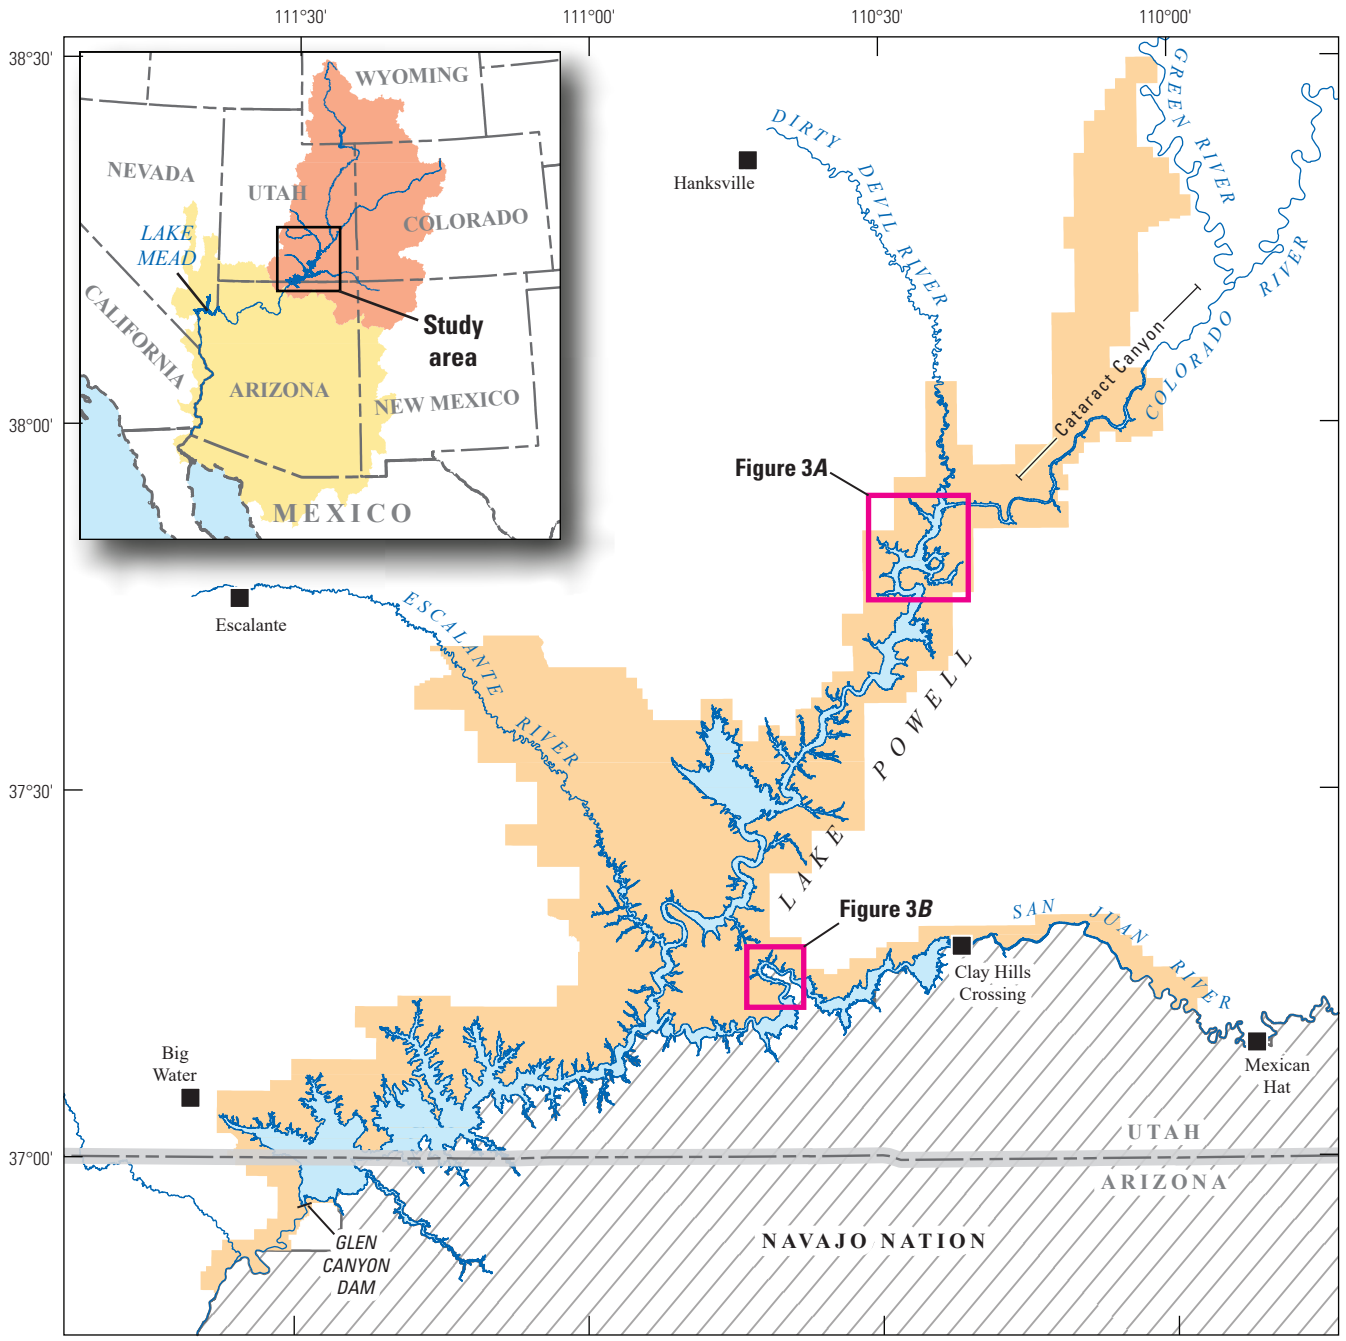 111°30'
111°00'
110°30'
110°00'
38°30'
38°00'
37°30'
37°00'
WYOMING
NEVADA
UTAH
COLORADO
LAKE
MEAD
CALIFORNIA
Study
area
ARIZONA
NEW MEXICO
MEXICO
Hanksville
DIRTY DEVIL RIVER
GREEN RIVER
COLORADO RIVER
Cataract Canyon
Figure 3A
Escalante
ESCALANTE RIVER
LAKE POWELL
Figure 3B
SAN JUAN RIVER
Clay Hills
Crossing
Mexican
Hat
Big
Water
UTAH
ARIZONA
NAVAJO NATION
GLEN
CANYON
DAM